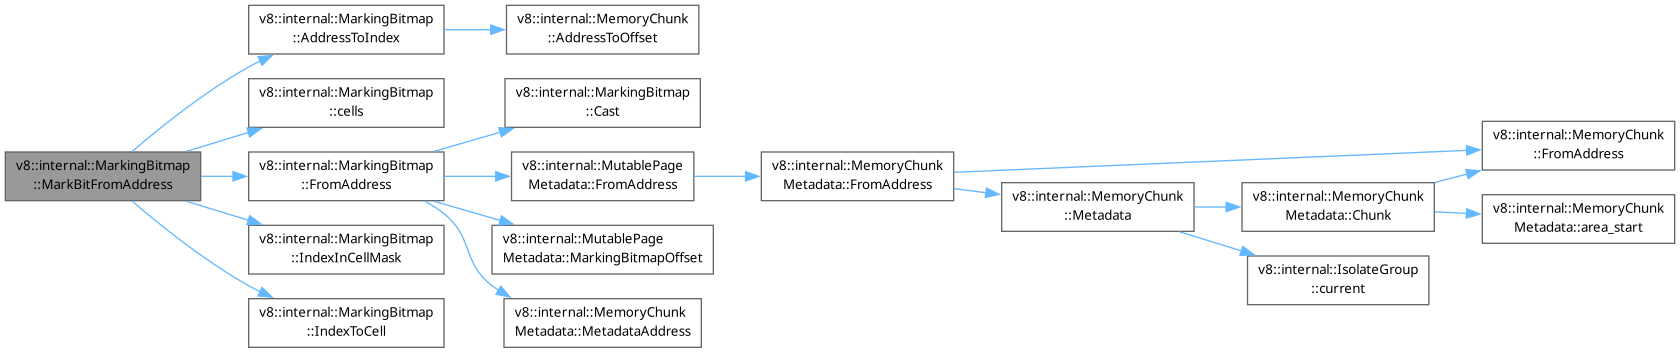 v8::internal::MarkingBitmap
::MarkBitFromAddress
v8::internal::MarkingBitmap
::AddressToIndex
v8::internal::MemoryChunk
::AddressToOffset
v8::internal::MarkingBitmap
::cells
v8::internal::MarkingBitmap
::FromAddress
v8::internal::MarkingBitmap
::Cast
v8::internal::MutablePage
Metadata::FromAddress
v8::internal::MemoryChunk
Metadata::FromAddress
v8::internal::MemoryChunk
::FromAddress
v8::internal::MemoryChunk
::Metadata
v8::internal::MemoryChunk
Metadata::Chunk
v8::internal::MemoryChunk
Metadata::area_start
v8::internal::IsolateGroup
::current
v8::internal::MutablePage
Metadata::MarkingBitmapOffset
v8::internal::MemoryChunk
Metadata::MetadataAddress
v8::internal::MarkingBitmap
::IndexInCellMask
v8::internal::MarkingBitmap
::IndexToCell